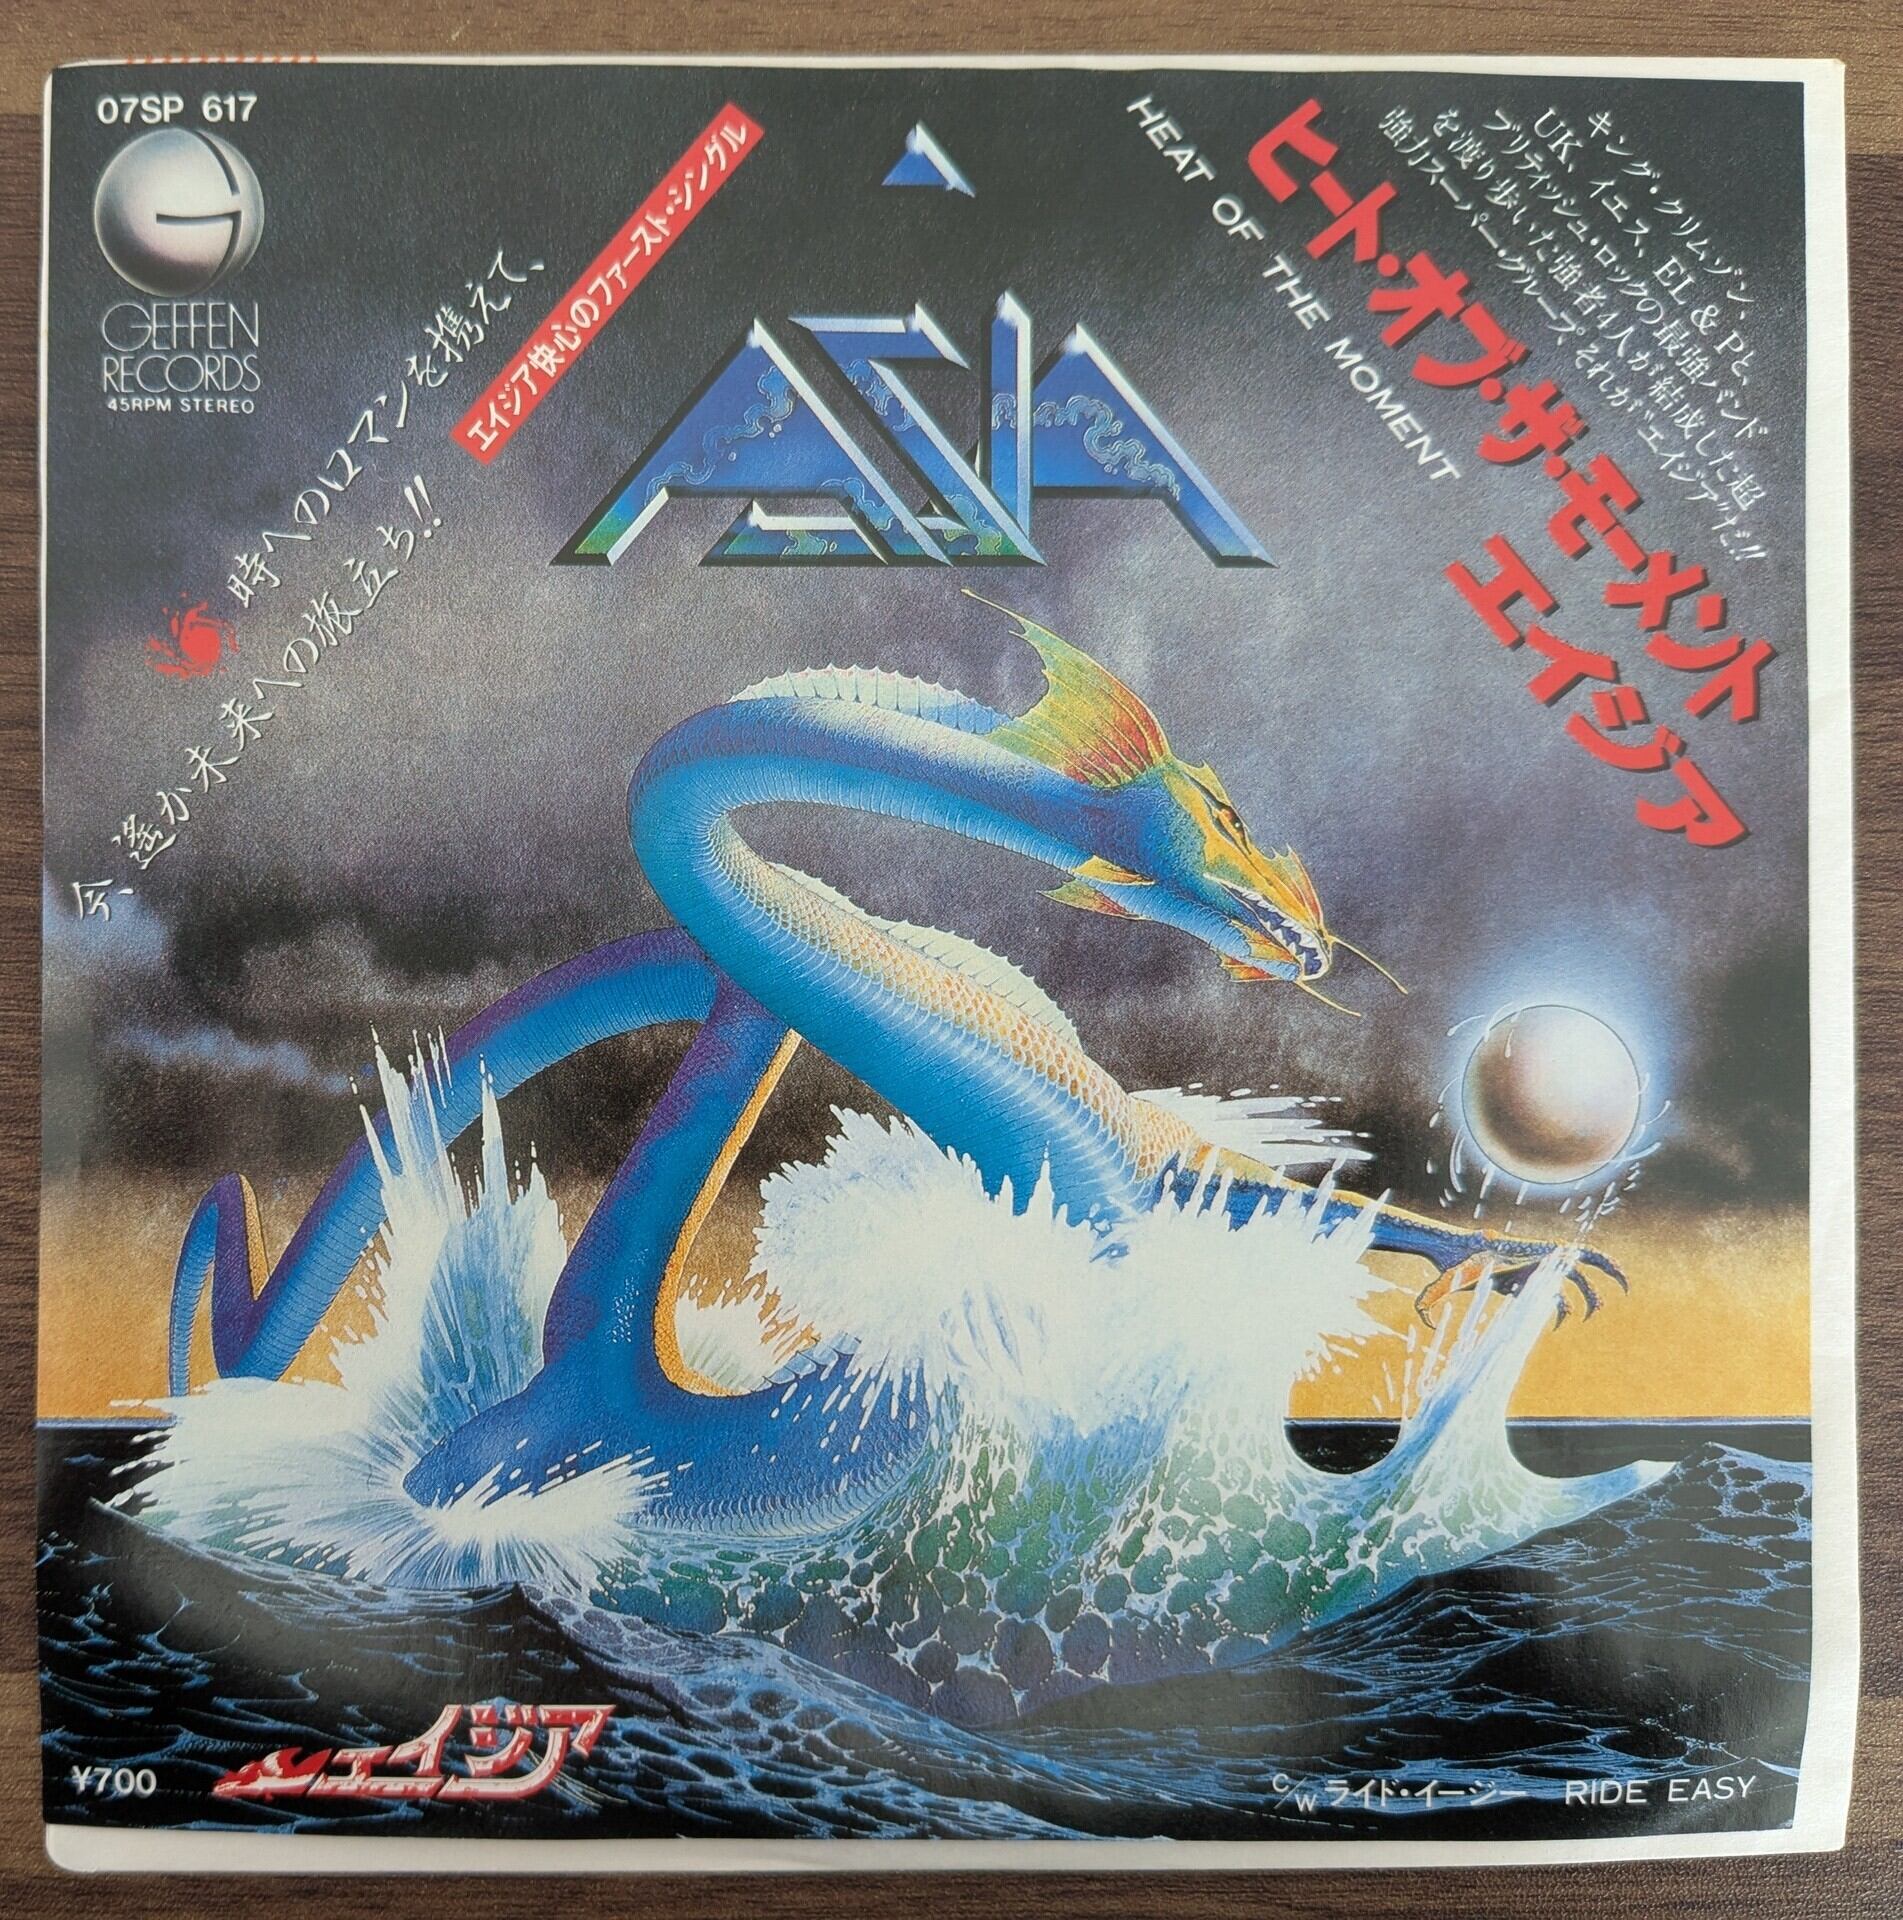 07SP 617
GEFFEN
RECORDS
45RPM STEREO
エイジア快心のファースト・シングル
時へのロマンを携えて、
今、遙か未来への旅立ち!!
ASIA
HEAT OF THE MOMENT
ヒート・オブ・ザ・モーメント
エイジア
キング・クリムゾン、
UK、イエス、EL&Pと、
ブリティッシュ・ロックの最強バンド
を渡り歩いた強者4人が結成した超
強力スーパー・グループ、それが“エイジア”だ!!
¥700
エイジア
c/w ライド・イージー RIDE EASY